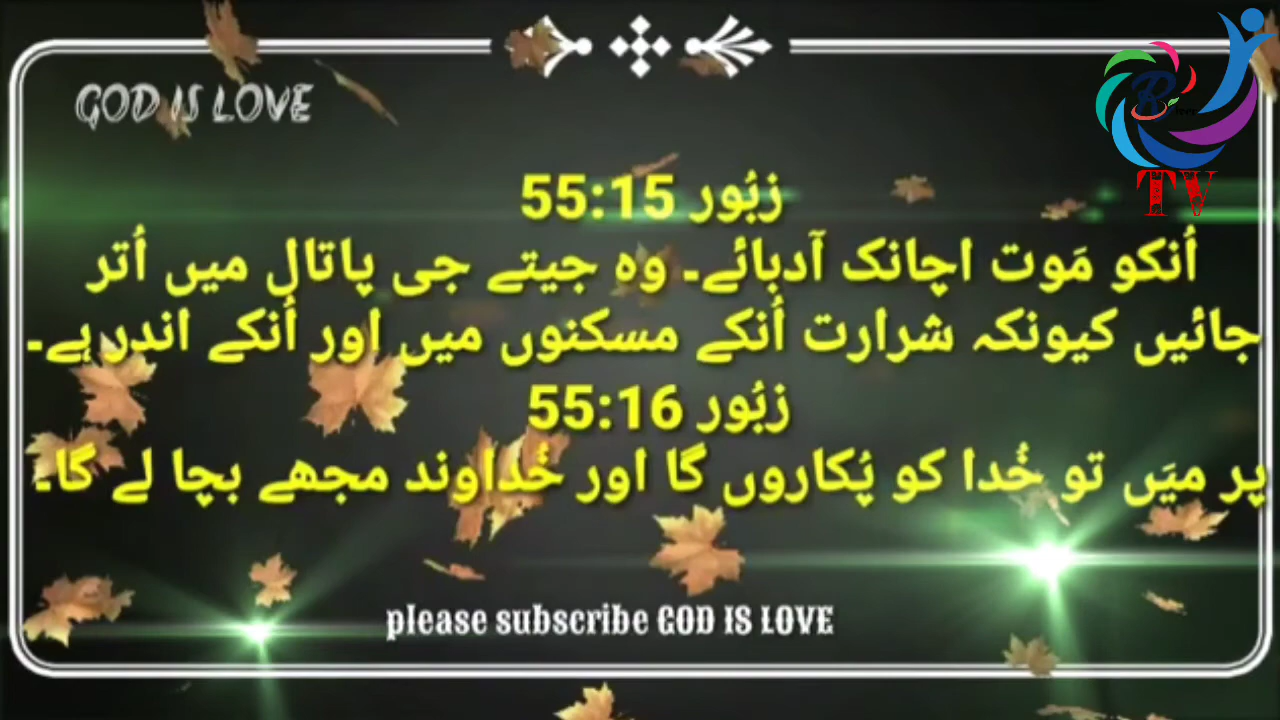 GOD IS LOVE
TV
زبُور 55:15
اُنکو مَوت اچانک آدبائے۔ وہ جیتے جی پاتال میں اُتر
جائیں کیونکہ شرارت اُنکے مسکنوں میں اور اُنکے اندر ہے۔
زبُور 55:16
پر میَں تو خُدا کو پُکاروں گا اور خُداوند مجھے بچا لے گا۔
please subscribe GOD IS LOVE